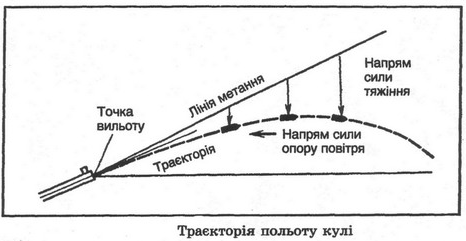 Напрям
сили
тяжіння
Лінія метання
Точка
вильоту
Напрям сили
опору повітря
Траєкторія
Траєкторія польоту кулі